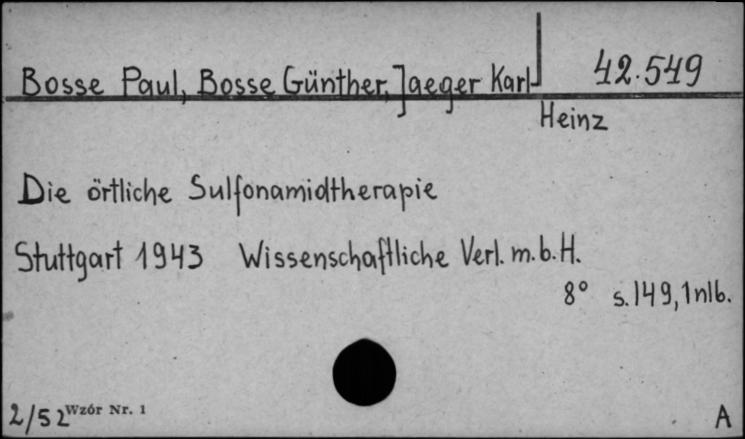 Bosse Paul, Bosse Günther, Jaeger Karl- 42.549
Heinz
Die örtliche Sulfonamidtherapie
Stuttgart 1943 Wissenschaftliche Verl. m.b.H.
8° s. 149, 1 nlb.
2/52 Wzór Nr. 1 A